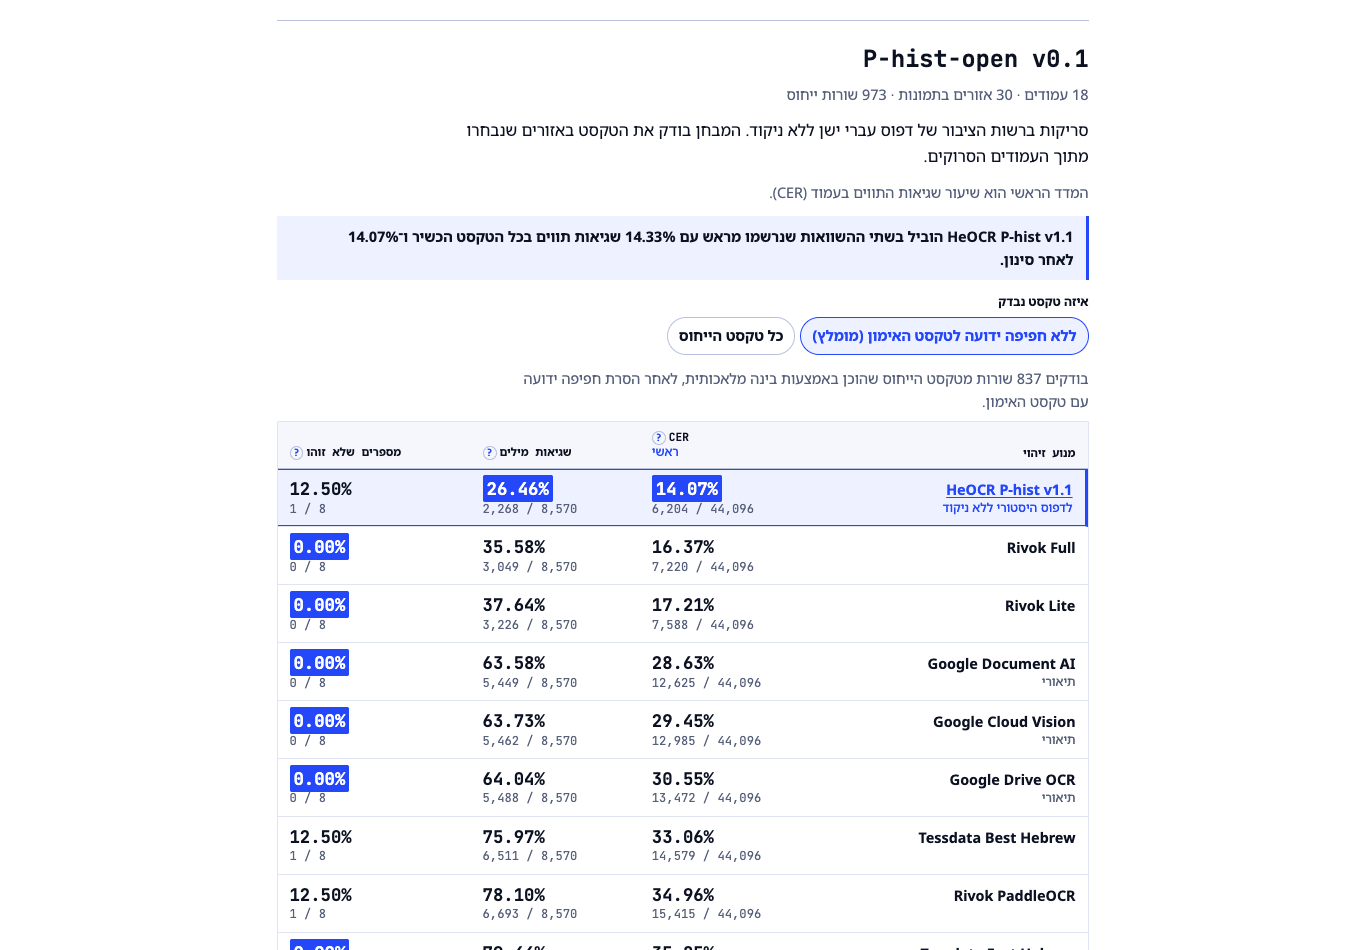 P-hist-open v0.1
18 עמודים · 30 אזורים בתמונות · 973 שורות ייחוס
סריקות ברשות הציבור של דפוס עברי ישן ללא ניקוד. המבחן בודק את הטקסט באזורים שנבחרו
מתוך העמודים הסרוקים.
המדד הראשי הוא שיעור שגיאות התווים בעמוד (CER).
HeOCR P-hist v1.1 הוביל בשתי ההשוואות שנרשמו מראש עם 14.33% שגיאות תווים בכל הטקסט הכשיר ו־14.07%
לאחר סינון.
איזה טקסט נבדק
ללא חפיפה ידועה לטקסט האימון (מומלץ) כל טקסט הייחוס
בודקים 837 שורות מטקסט הייחוס שהוכן באמצעות בינה מלאכותית, לאחר הסרת חפיפה ידועה
עם טקסט האימון.
מנוע זיהוי CER ? שגיאות מילים ? מספרים שלא זוהו ?
ראשי
HeOCR P-hist v1.1 14.07% 26.46% 12.50%
לדפוס היסטורי ללא ניקוד 6,204 / 44,096 2,268 / 8,570 1 / 8
Rivok Full 16.37% 35.58% 0.00%
7,220 / 44,096 3,049 / 8,570 0 / 8
Rivok Lite 17.21% 37.64% 0.00%
7,588 / 44,096 3,226 / 8,570 0 / 8
Google Document AI 28.63% 63.58% 0.00%
תיאורי 12,625 / 44,096 5,449 / 8,570 0 / 8
Google Cloud Vision 29.45% 63.73% 0.00%
תיאורי 12,985 / 44,096 5,462 / 8,570 0 / 8
Google Drive OCR 30.55% 64.04% 0.00%
תיאורי 13,472 / 44,096 5,488 / 8,570 0 / 8
Tessdata Best Hebrew 33.06% 75.97% 12.50%
14,579 / 44,096 6,511 / 8,570 1 / 8
Rivok PaddleOCR 34.96% 78.10% 12.50%
15,415 / 44,096 6,693 / 8,570 1 / 8